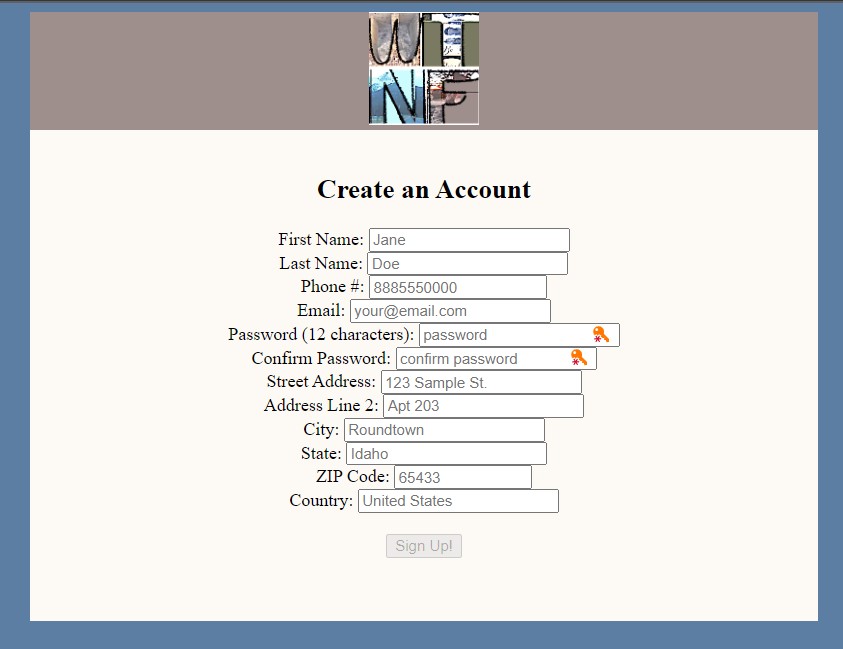 WH
NF
Create an Account
First Name: Jane
Last Name: Doe
Phone #: 8885550000
Email: your@email.com
Password (12 characters): password
Confirm Password: confirm password
Street Address: 123 Sample St.
Address Line 2: Apt 203
City: Roundtown
State: Idaho
ZIP Code: 65433
Country: United States
Sign Up!